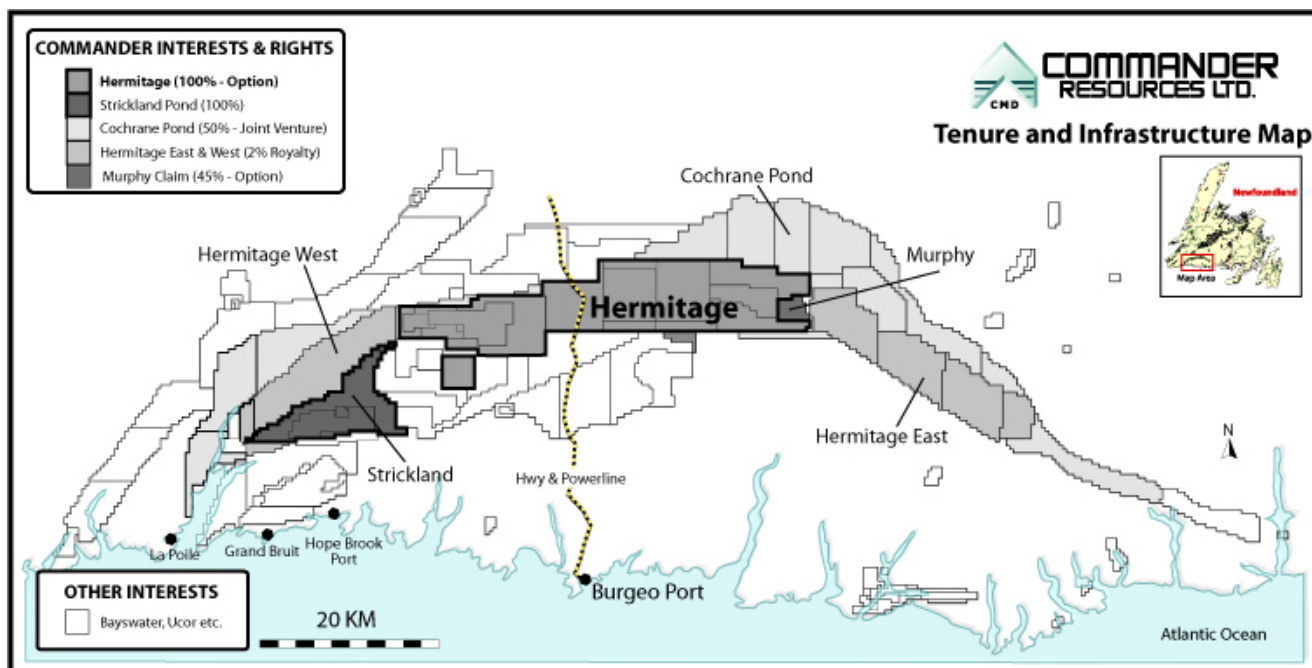 COMMANDER INTERESTS & RIGHTS
Hermitage (100% - Option)
Strickland Pond (100%)
Cochrane Pond (50% - Joint Venture)
Hermitage East & West (2% Royalty)
Murphy Claim (45% - Option)
CMD
COMMANDER
RESOURCES LTD.
Tenure and Infrastructure Map
Newfoundland
Map Area
Cochrane Pond
Hermitage West
Murphy
Hermitage
Hermitage East
N
Strickland
Hwy & Powerline
La Poile
Grand Bruit
Hope Brook
Port
Burgeo Port
OTHER INTERESTS
Bayswater, Ucor etc.
20 KM
Atlantic Ocean